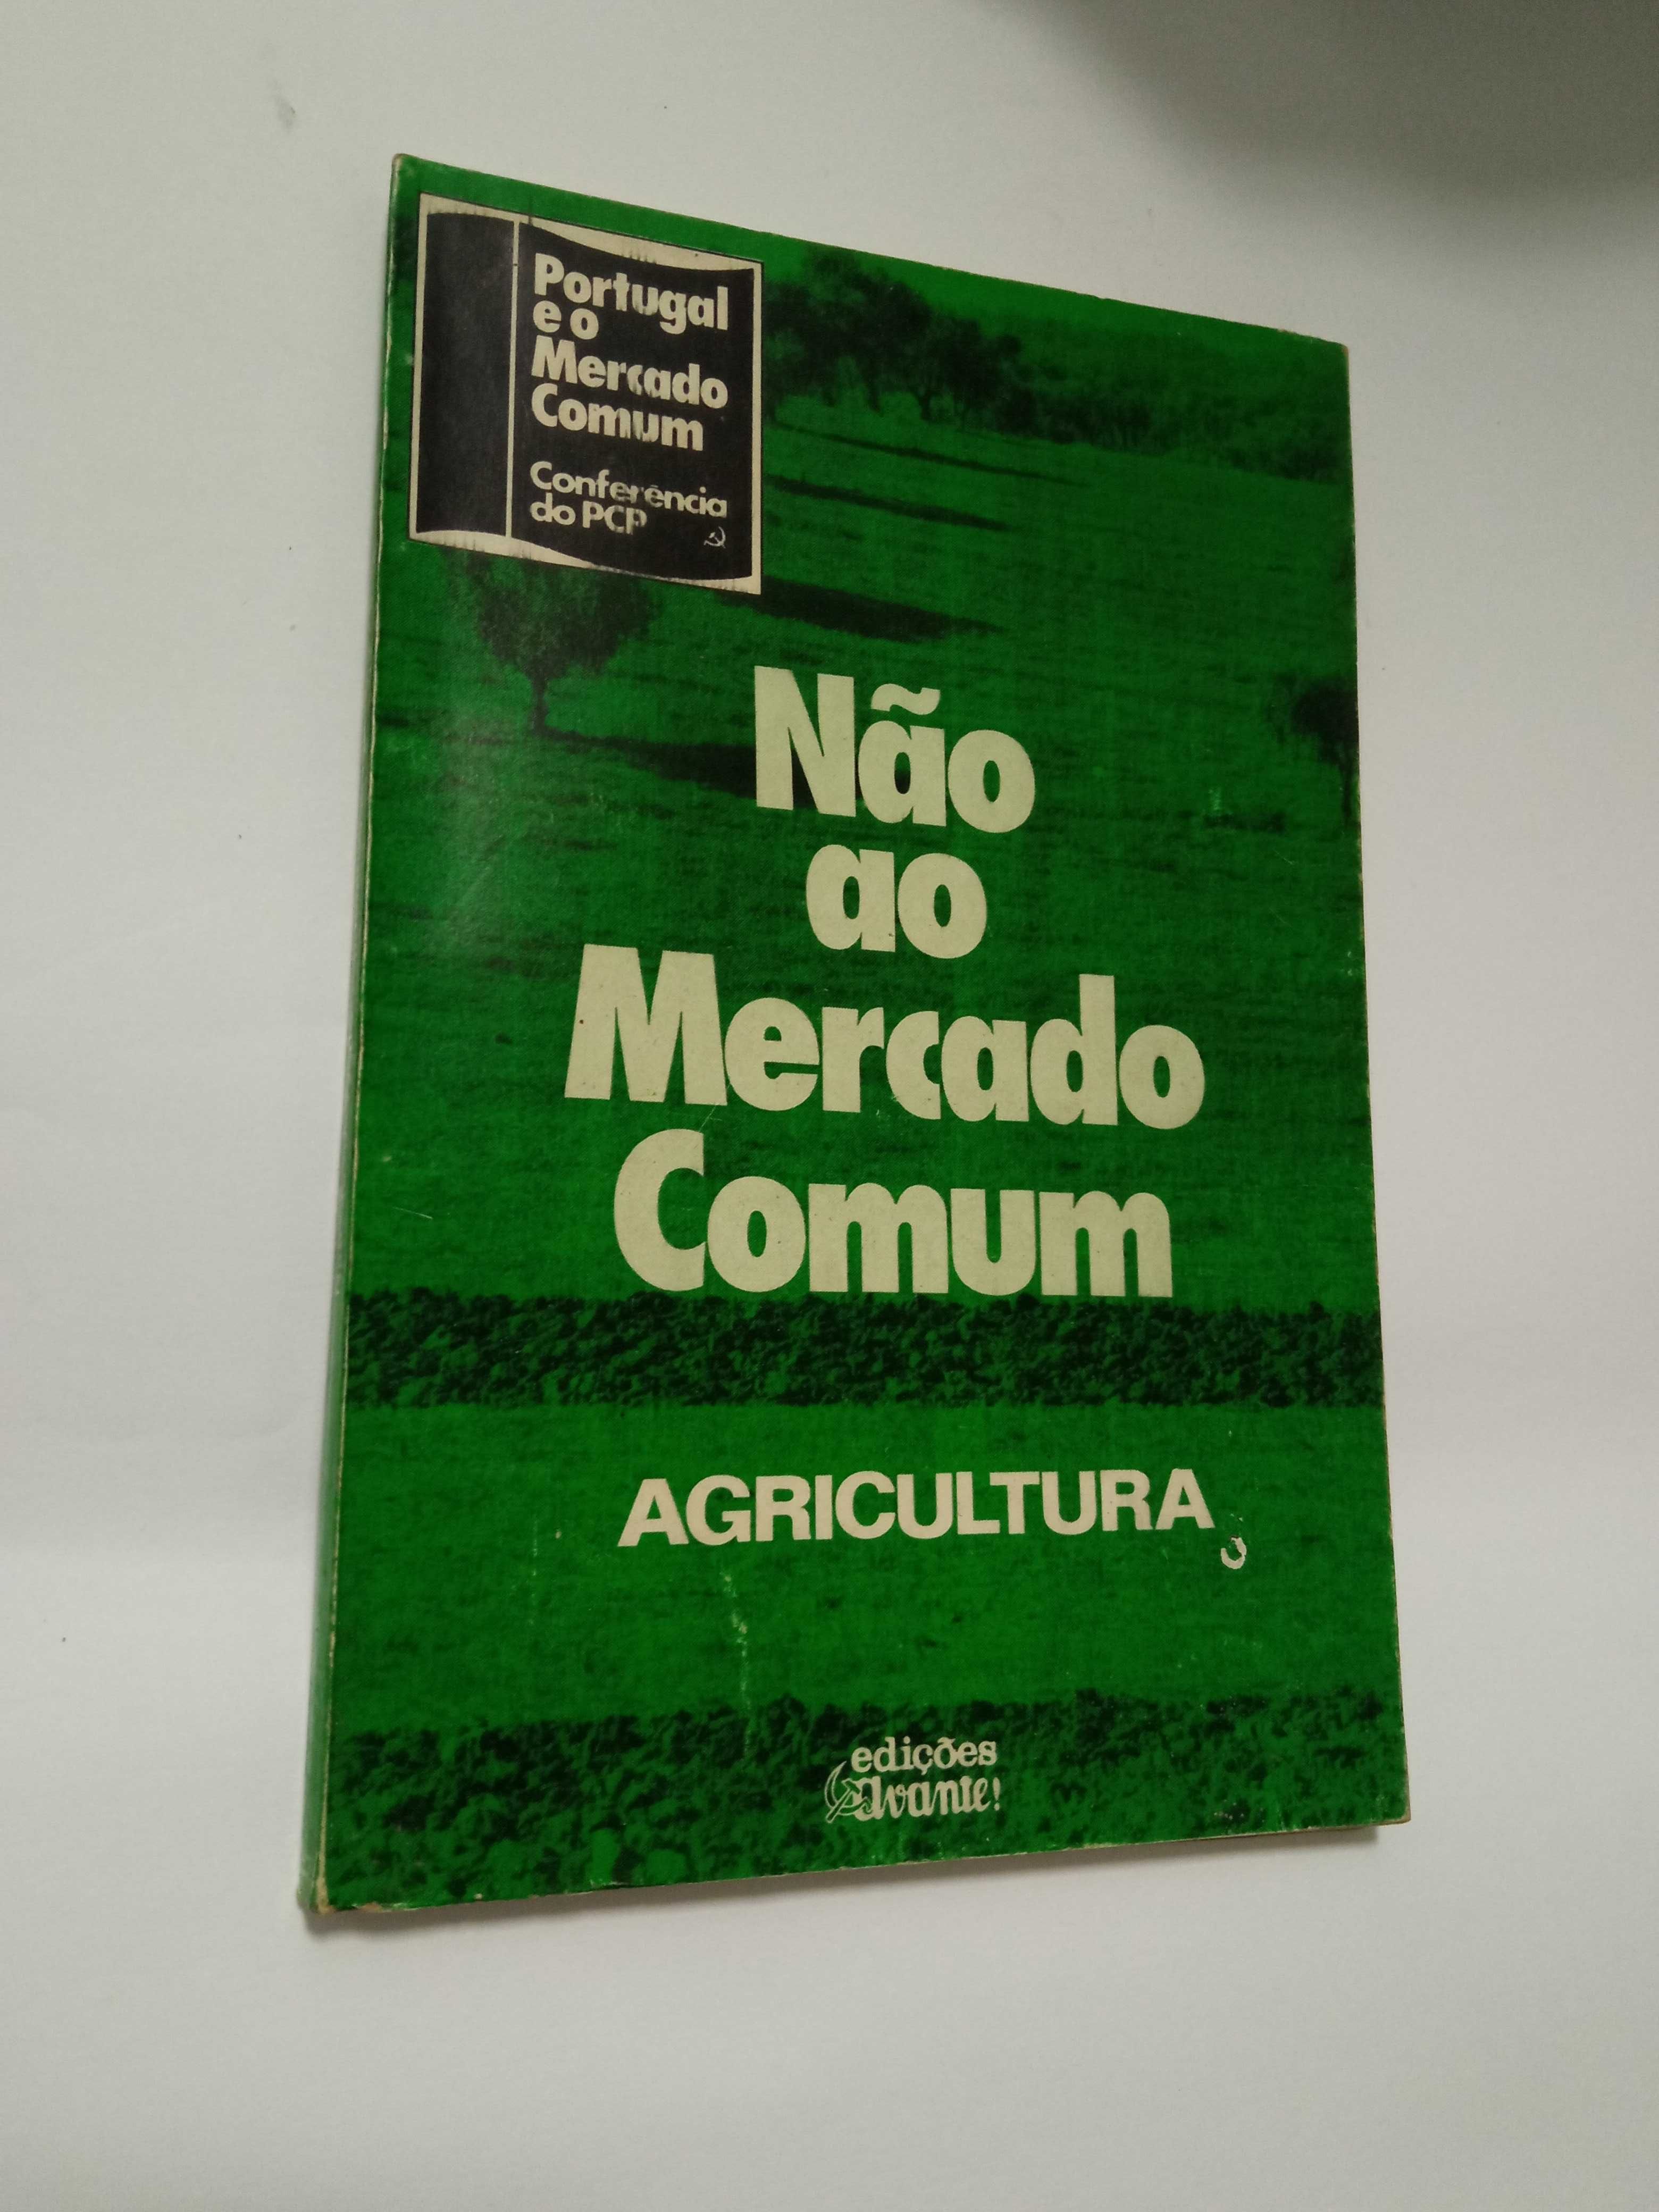 Portugal
e o
Mercado
Comum
Conferência
do PCP
Não
ao
Mercado
Comum
AGRICULTURA
edições
avante!